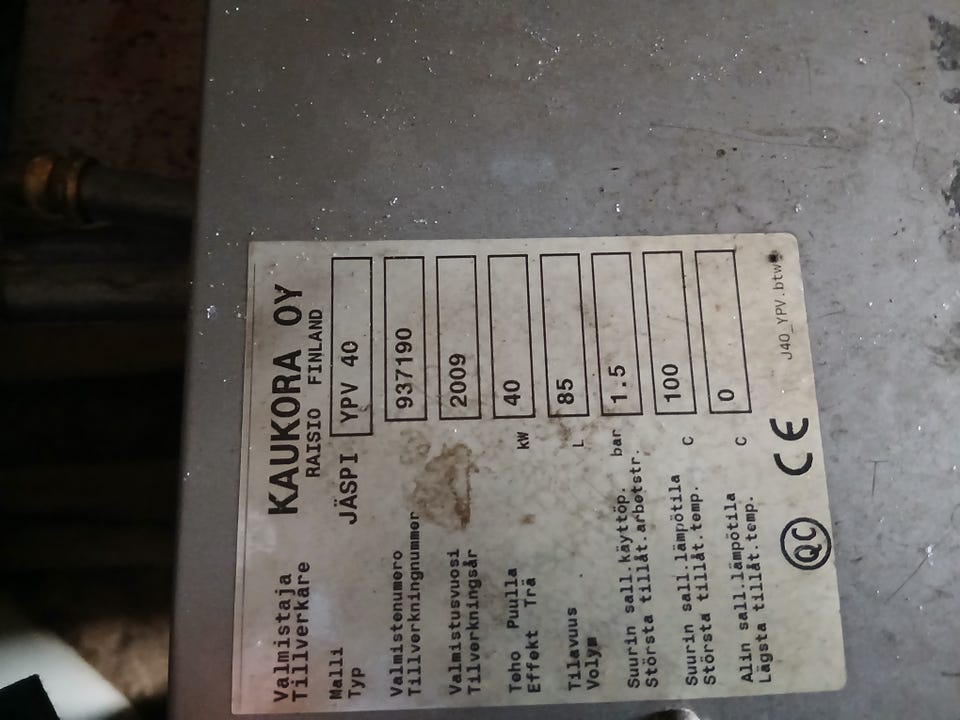 Valmistaja KAUKORA OY
Tillverkäre RAISIO FINLAND
Malli JÄSPI YPV 40
Typ
Valmistenumero 937190
Tillverkningnummer
Valmistusvuosi 2009
Tilverkningsår
Teho Puulla kW 40
Effekt Trä
Tilavuus L 85
Volym
Suurin sall.käyttöp. bar 1.5
Största tillåt.arbetstr.
Suurin sall.lämpötila C 100
Största tillåt.temp.
Alin sall.lämpötila C 0
Lägsta tillåt.temp.
QC CE J40_YPV.btw